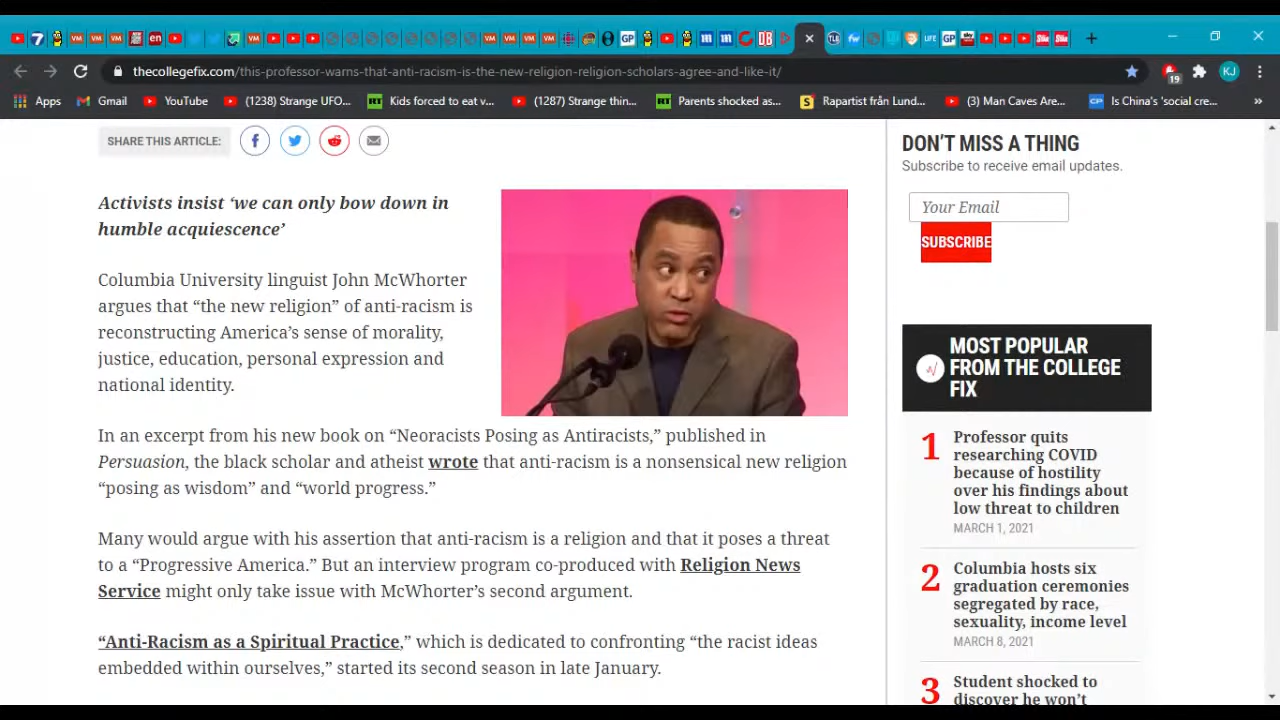 thecollegefix.com/this-professor-warns-that-anti-racism-is-the-new-religion-religion-scholars-agree-and-like-it/
19
KJ
Apps
Gmail
YouTube
(1238) Strange UFO...
Kids forced to eat v...
(1287) Strange thin...
Parents shocked as...
Rapartist från Lund...
(3) Man Caves Are...
Is China's 'social cre...
»
SHARE THIS ARTICLE:
Activists insist ‘we can only bow down in
humble acquiescence’
Columbia University linguist John McWhorter
argues that “the new religion” of anti-racism is
reconstructing America’s sense of morality,
justice, education, personal expression and
national identity.
In an excerpt from his new book on “Neoracists Posing as Antiracists,” published in
Persuasion, the black scholar and atheist wrote that anti-racism is a nonsensical new religion
“posing as wisdom” and “world progress.”
Many would argue with his assertion that anti-racism is a religion and that it poses a threat
to a “Progressive America.” But an interview program co-produced with Religion News
Service might only take issue with McWhorter’s second argument.
“Anti-Racism as a Spiritual Practice,” which is dedicated to confronting “the racist ideas
embedded within ourselves,” started its second season in late January.
DON’T MISS A THING
Subscribe to receive email updates.
Your Email
SUBSCRIBE
MOST POPULAR
FROM THE COLLEGE
FIX
1
Professor quits
researching COVID
because of hostility
over his findings about
low threat to children
MARCH 1, 2021
2
Columbia hosts six
graduation ceremonies
segregated by race,
sexuality, income level
MARCH 8, 2021
3
Student shocked to
discover he won’t